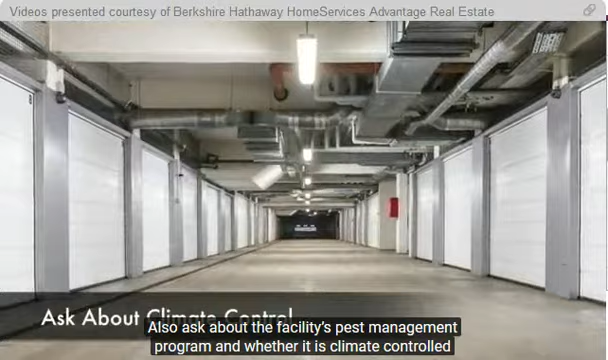 Videos presented courtesy of Berkshire Hathaway HomeServices Advantage Real Estate
Ask About Climate Control
Also ask about the facility's pest management
program and whether it is climate controlled